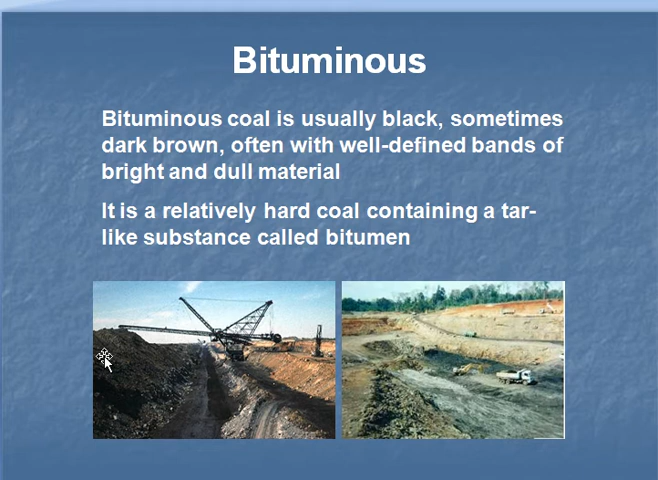 Bituminous
Bituminous coal is usually black, sometimes
dark brown, often with well-defined bands of
bright and dull material
It is a relatively hard coal containing a tar-
like substance called bitumen